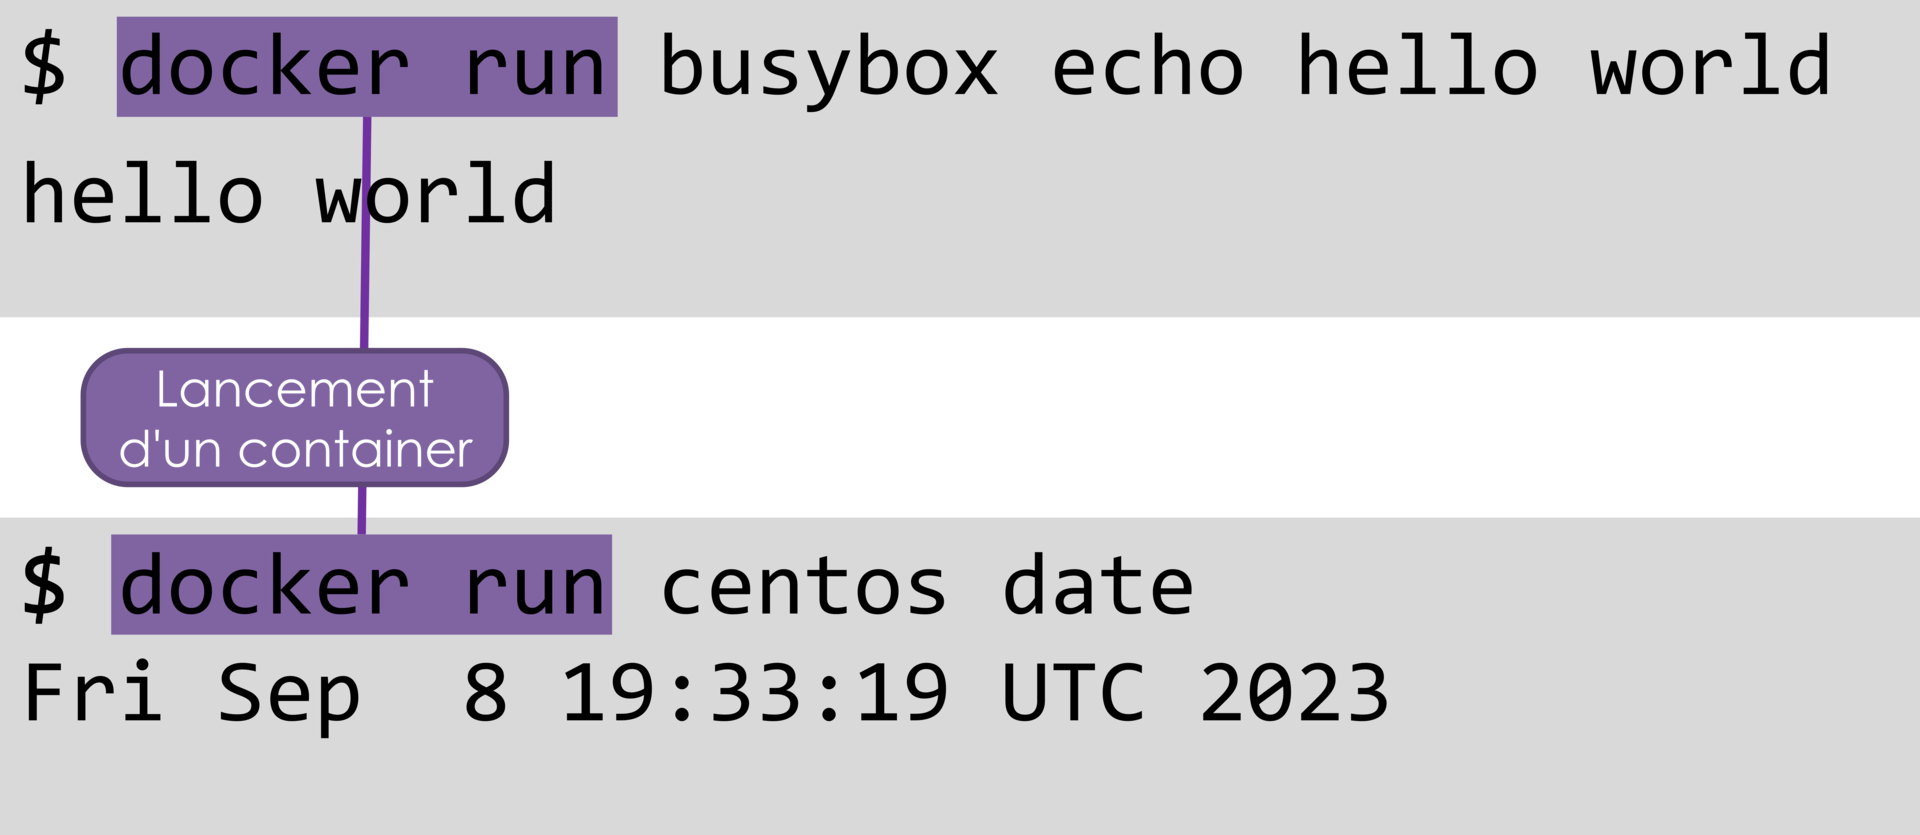 $ docker run busybox echo hello world
hello world
Lancement
d'un container
$ docker run centos date
Fri Sep  8 19:33:19 UTC 2023